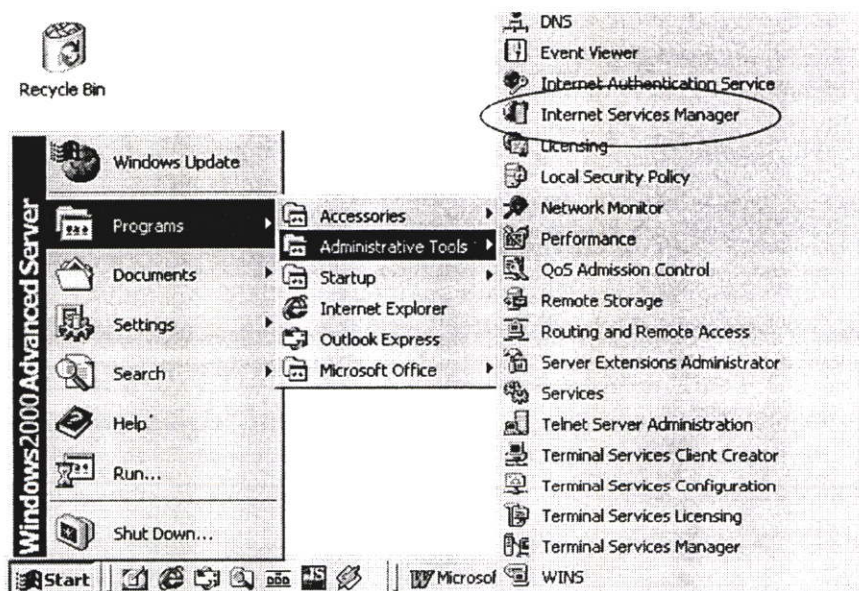 Recycle Bin
Windows2000 Advanced Server
Windows Update
Programs
Documents
Settings
Search
Help
Run...
Shut Down...
Accessories
Administrative Tools
Startup
Internet Explorer
Outlook Express
Microsoft Office
DNS
Event Viewer
Internet Authentication Service
Internet Services Manager
Licensing
Local Security Policy
Network Monitor
Performance
QoS Admission Control
Remote Storage
Routing and Remote Access
Server Extensions Administrator
Services
Telnet Server Administration
Terminal Services Client Creator
Terminal Services Configuration
Terminal Services Licensing
Terminal Services Manager
WINS
Start
Microsof